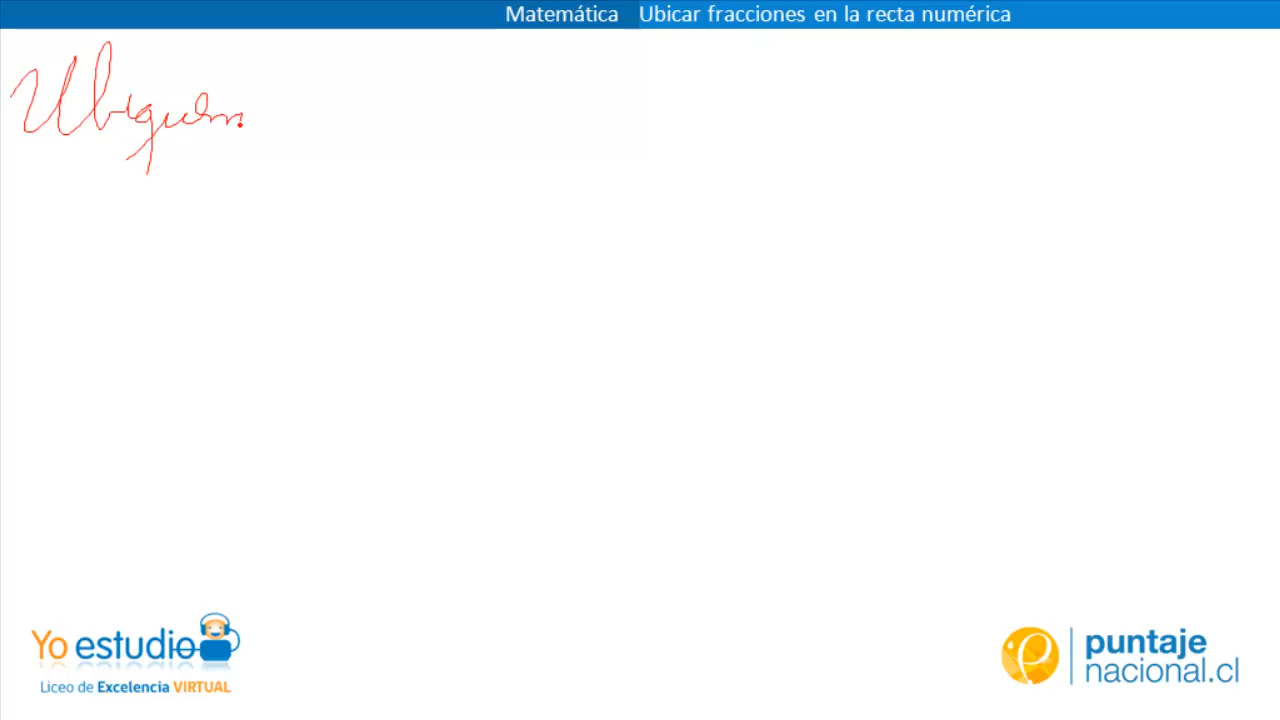 Matemática Ubicar fracciones en la recta numérica
Ubiquem
Yo estudio
Liceo de Excelencia VIRTUAL
puntaje
nacional.cl